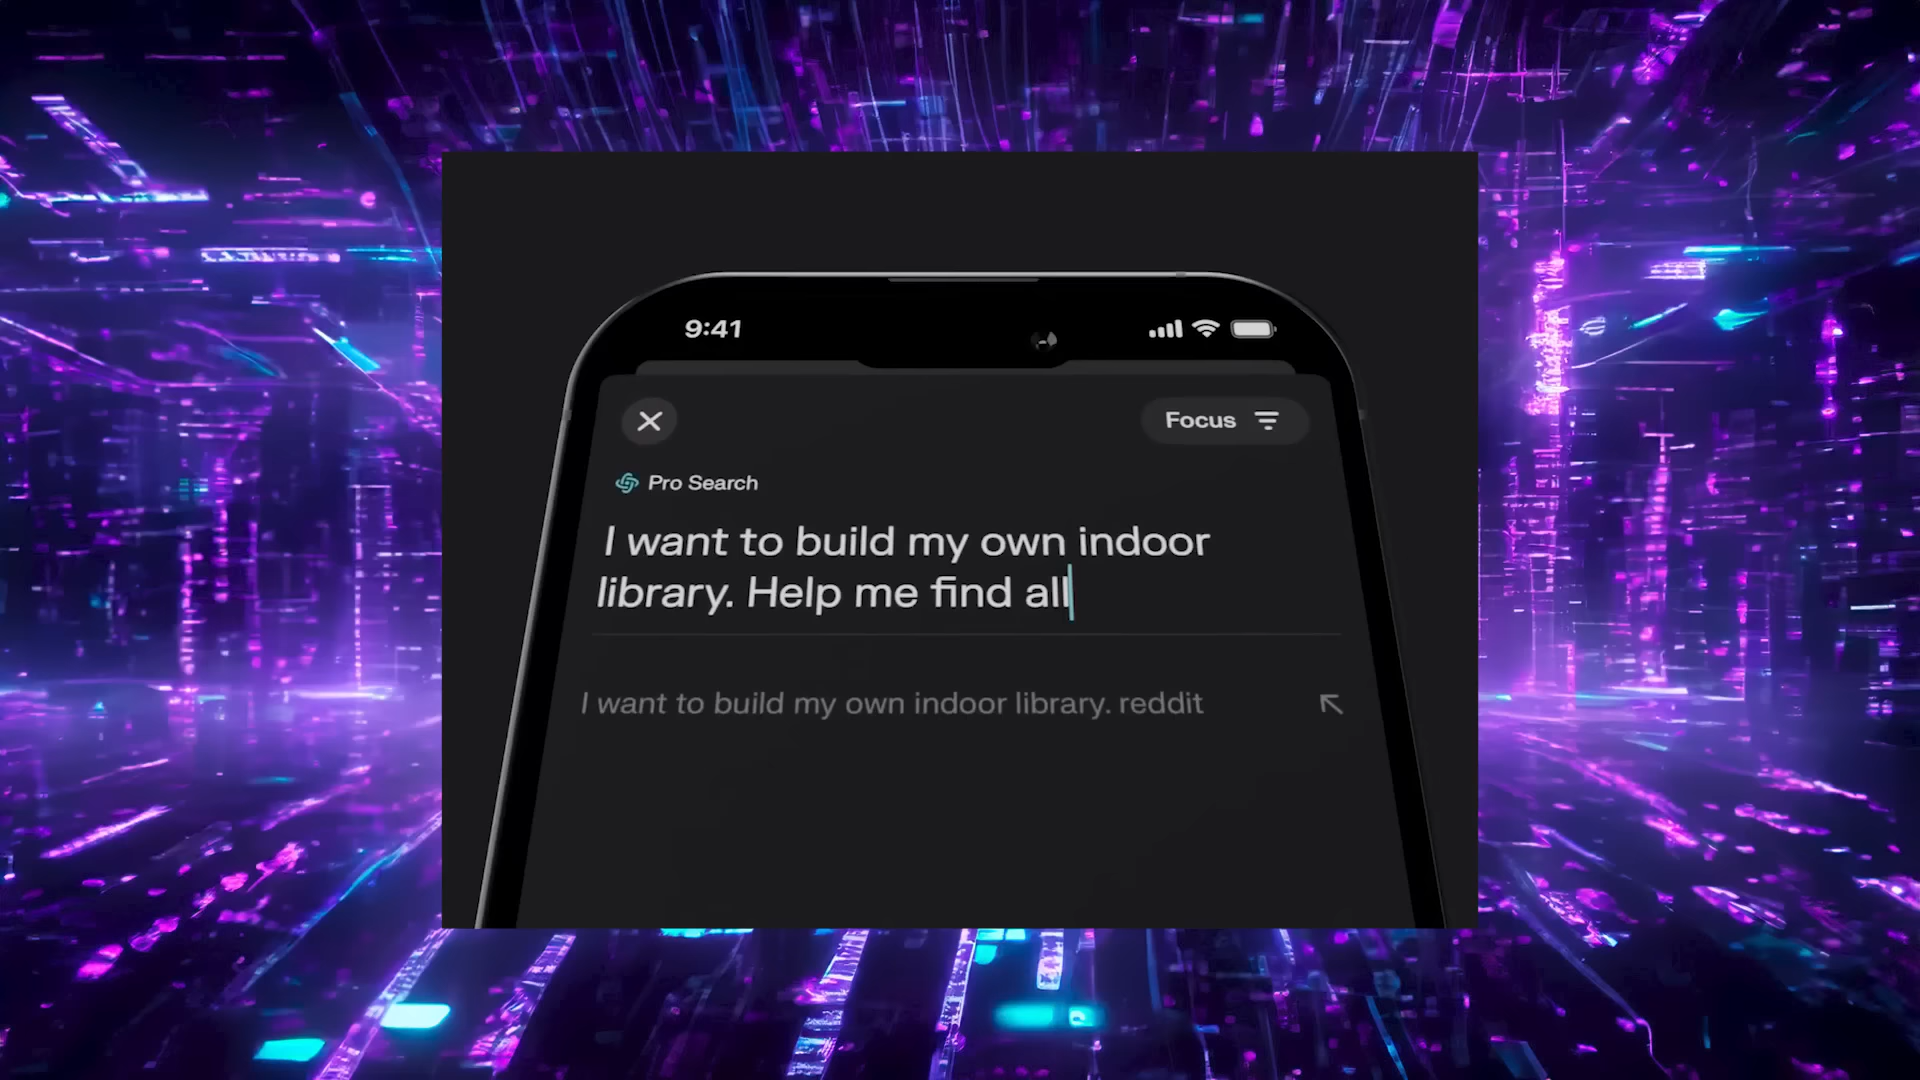 9:41
Focus
Pro Search
I want to build my own indoor
library. Help me find all
I want to build my own indoor library. reddit